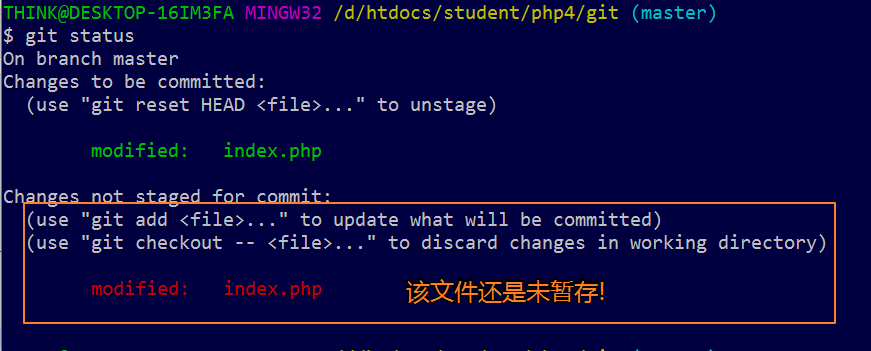 THINK@DESKTOP-16IM3FA MINGW32 /d/htdocs/student/php4/git (master)
$ git status
On branch master
Changes to be committed:
  (use "git reset HEAD <file>..." to unstage)
        modified:   index.php
Changes not staged for commit:
  (use "git add <file>..." to update what will be committed)
  (use "git checkout -- <file>..." to discard changes in working directory)
        modified:   index.php 该文件还是未暂存!